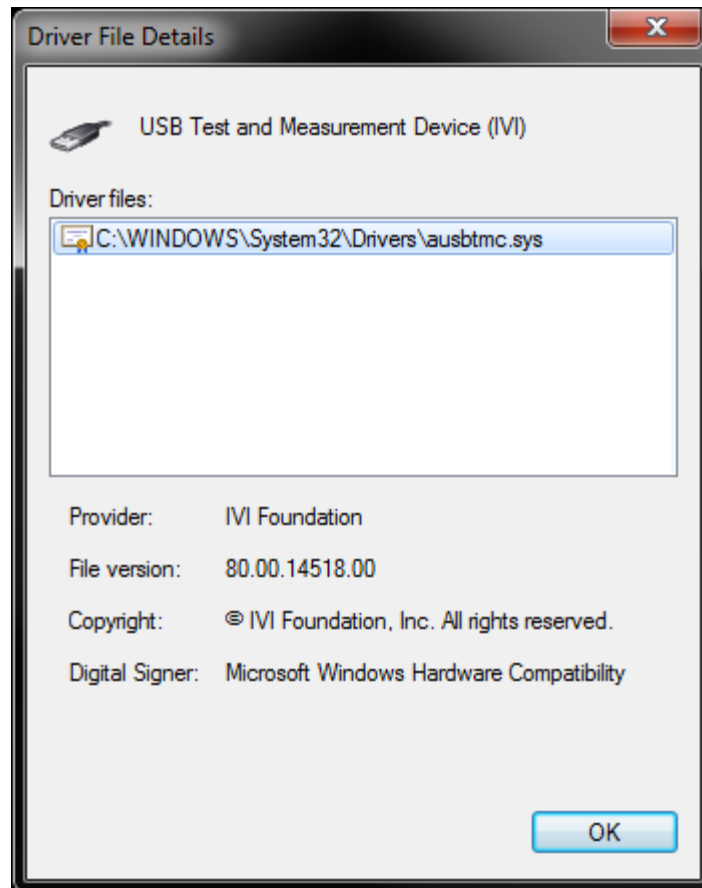 Driver File Details
USB Test and Measurement Device (IVI)
Driver files:
C:\WINDOWS\System32\Drivers\ausbtmc.sys
Provider: IVI Foundation
File version: 80.00.14518.00
Copyright: © IVI Foundation, Inc. All rights reserved.
Digital Signer: Microsoft Windows Hardware Compatibility
OK